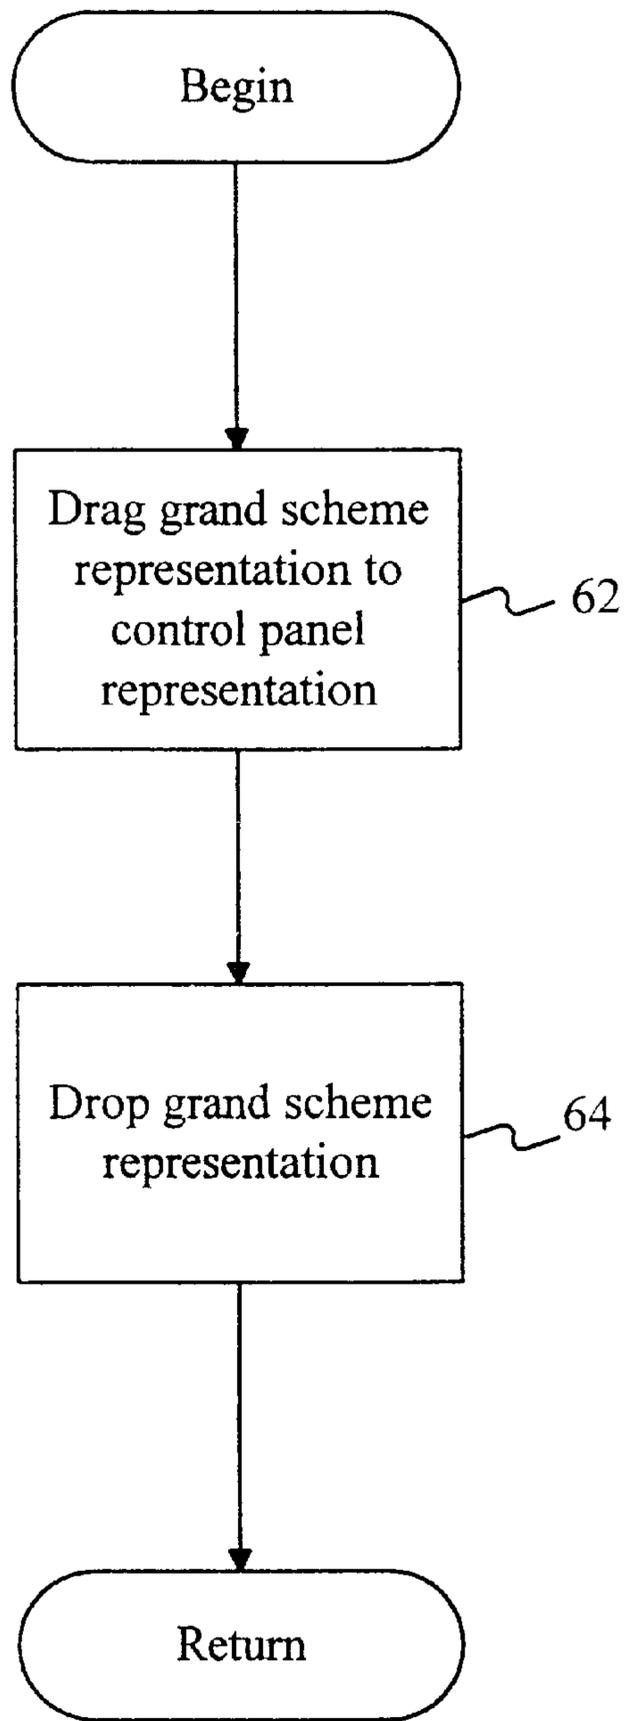 Begin
Drag grand scheme
representation to
control panel
representation
62
Drop grand scheme
representation
64
Return